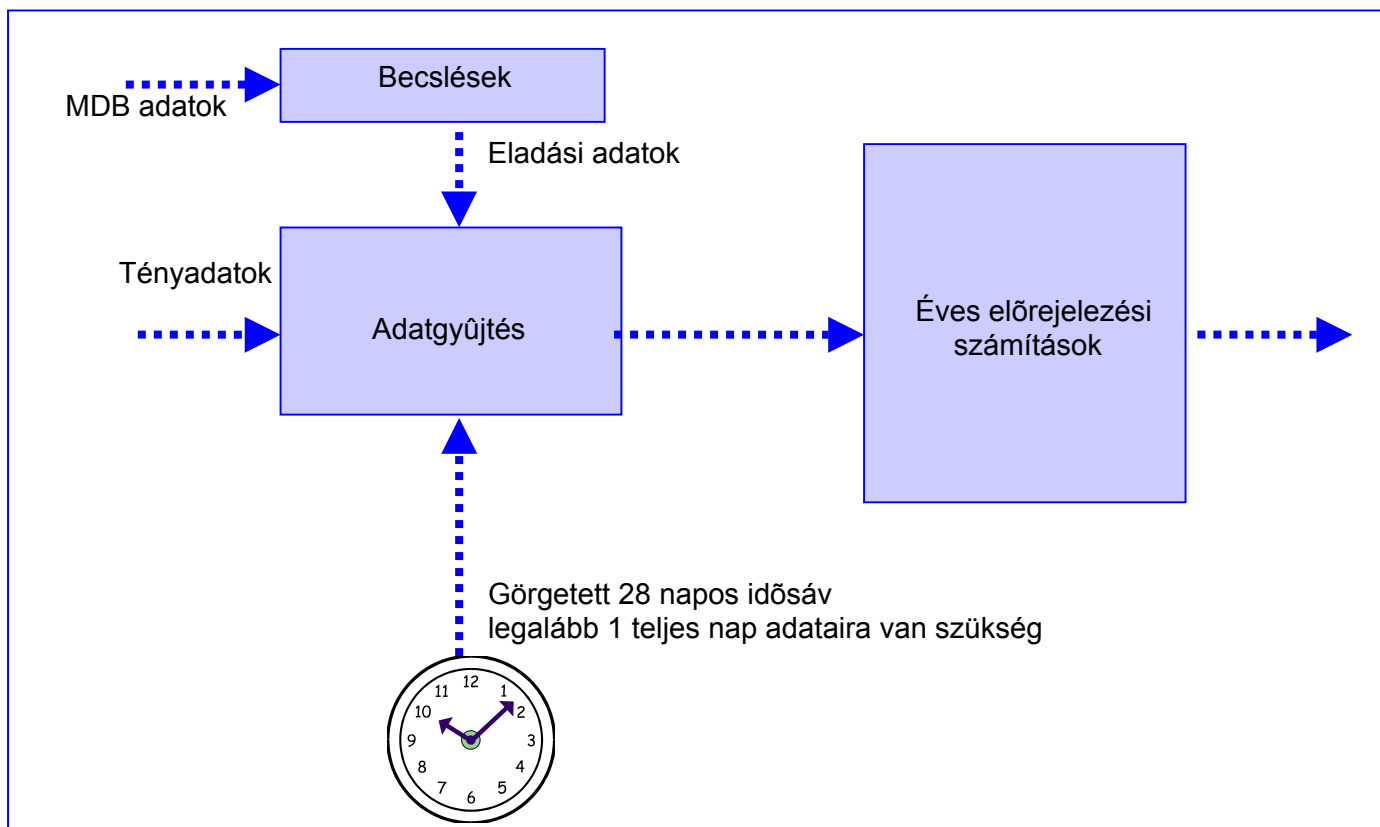 Becslések
MDB adatok
Eladási adatok
Tényadatok
Adatgyûjtés
Éves elõrejelezési
számítások
Görgetett 28 napos idõsáv
legalább 1 teljes nap adataira van szükség
12
1
2
3
4
5
6
7
8
9
10
11